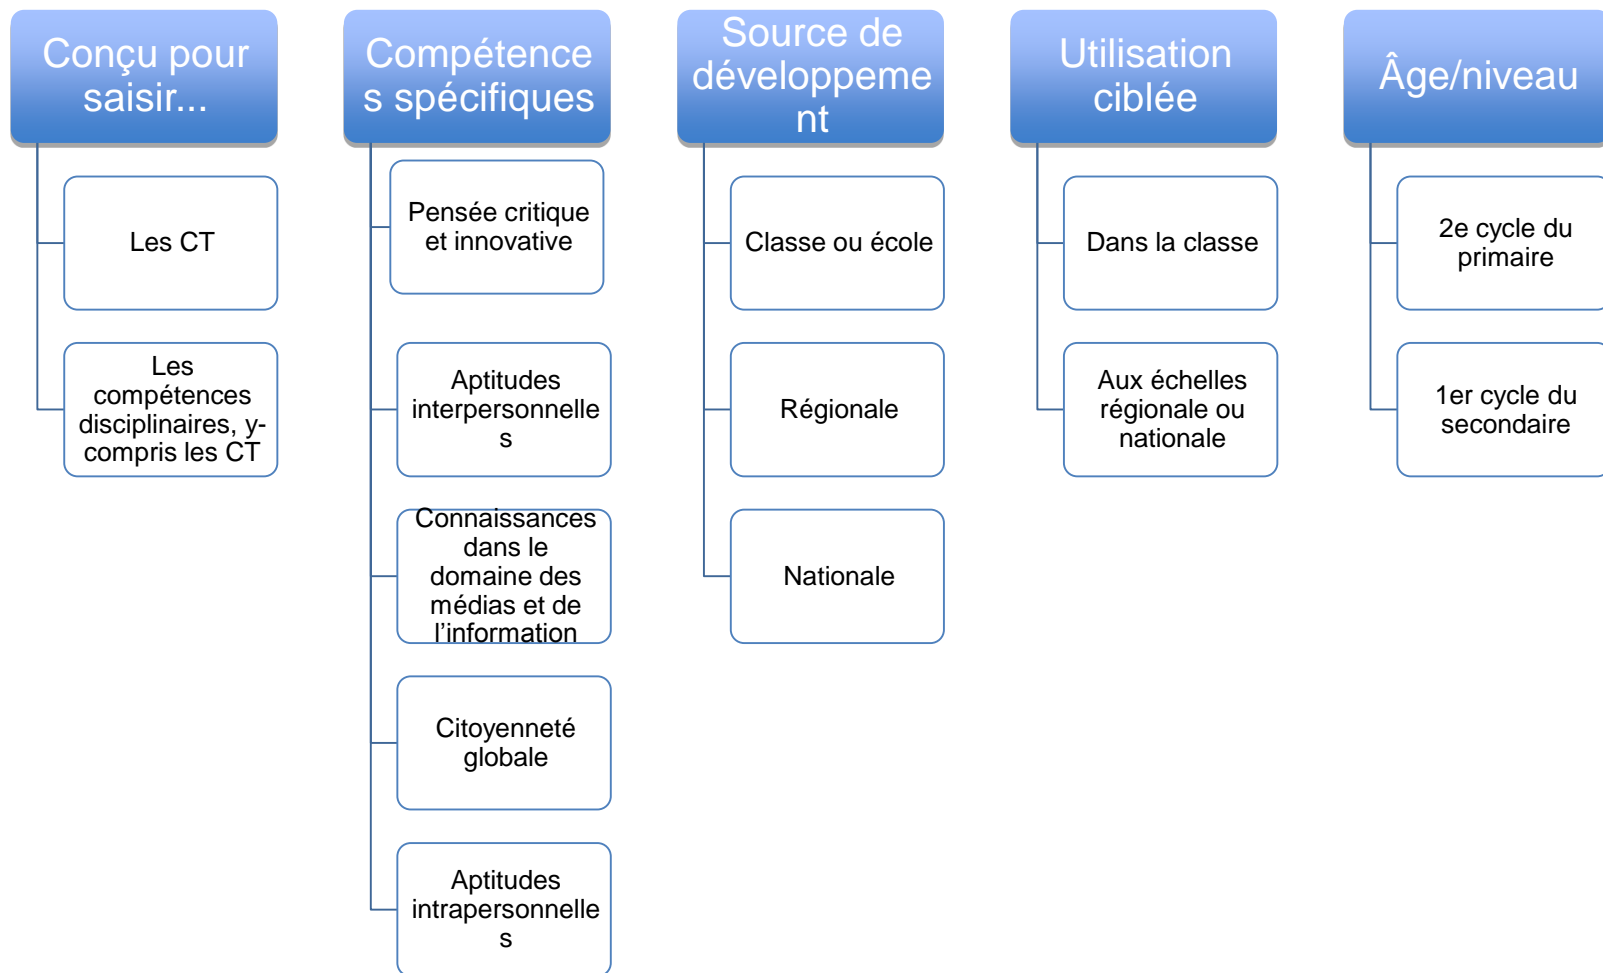 Conçu pour
saisir...
Les CT
Les
compétences
disciplinaires, y-
compris les CT
Compétence
s spécifiques
Pensée critique
et innovative
Aptitudes
interpersonnelle
s
Connaissances
dans le
domaine des
médias et de
l’information
Citoyenneté
globale
Aptitudes
intrapersonnelle
s
Source de
développeme
nt
Classe ou école
Régionale
Nationale
Utilisation
ciblée
Dans la classe
Aux échelles
régionale ou
nationale
Âge/niveau
2e cycle du
primaire
1er cycle du
secondaire